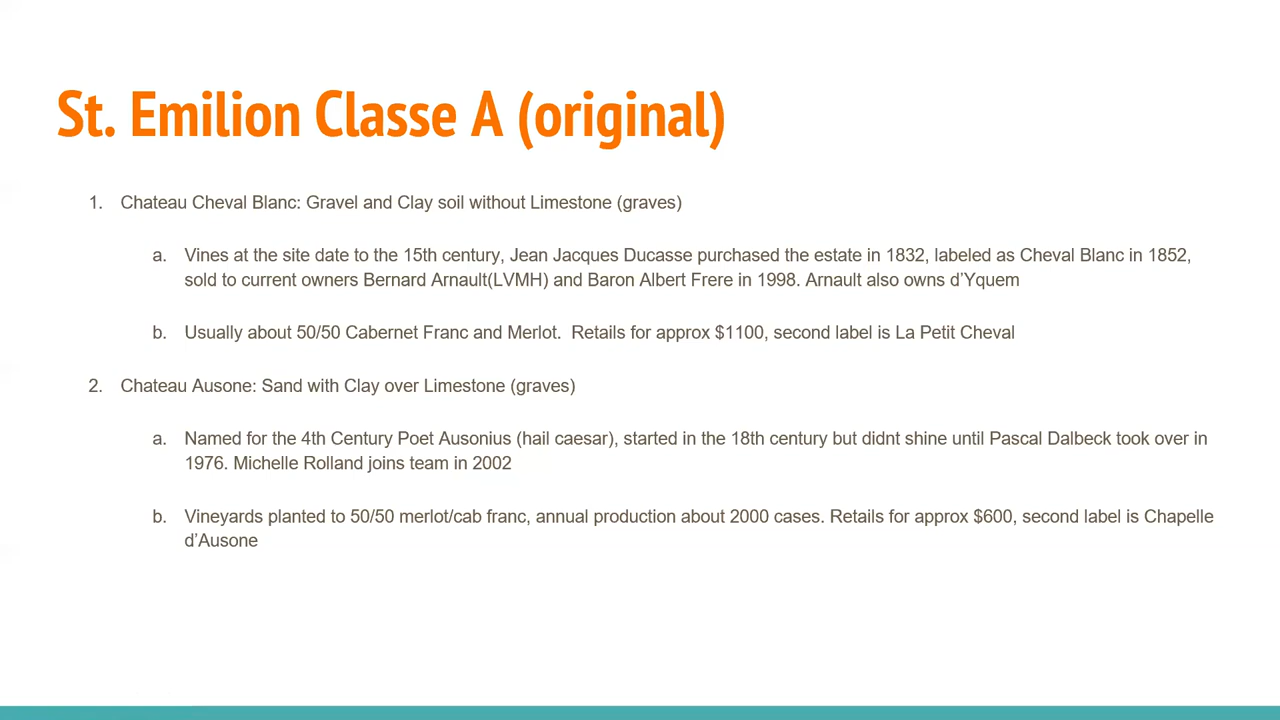 St. Emilion Classe A (original)
1. Chateau Cheval Blanc: Gravel and Clay soil without Limestone (graves)
a. Vines at the site date to the 15th century, Jean Jacques Ducasse purchased the estate in 1832, labeled as Cheval Blanc in 1852,
sold to current owners Bernard Arnault(LVMH) and Baron Albert Frere in 1998. Arnault also owns d'Yquem
b. Usually about 50/50 Cabernet Franc and Merlot.  Retails for approx $1100, second label is La Petit Cheval
2. Chateau Ausone: Sand with Clay over Limestone (graves)
a. Named for the 4th Century Poet Ausonius (hail caesar), started in the 18th century but didnt shine until Pascal Dalbeck took over in
1976. Michelle Rolland joins team in 2002
b. Vineyards planted to 50/50 merlot/cab franc, annual production about 2000 cases. Retails for approx $600, second label is Chapelle
d'Ausone